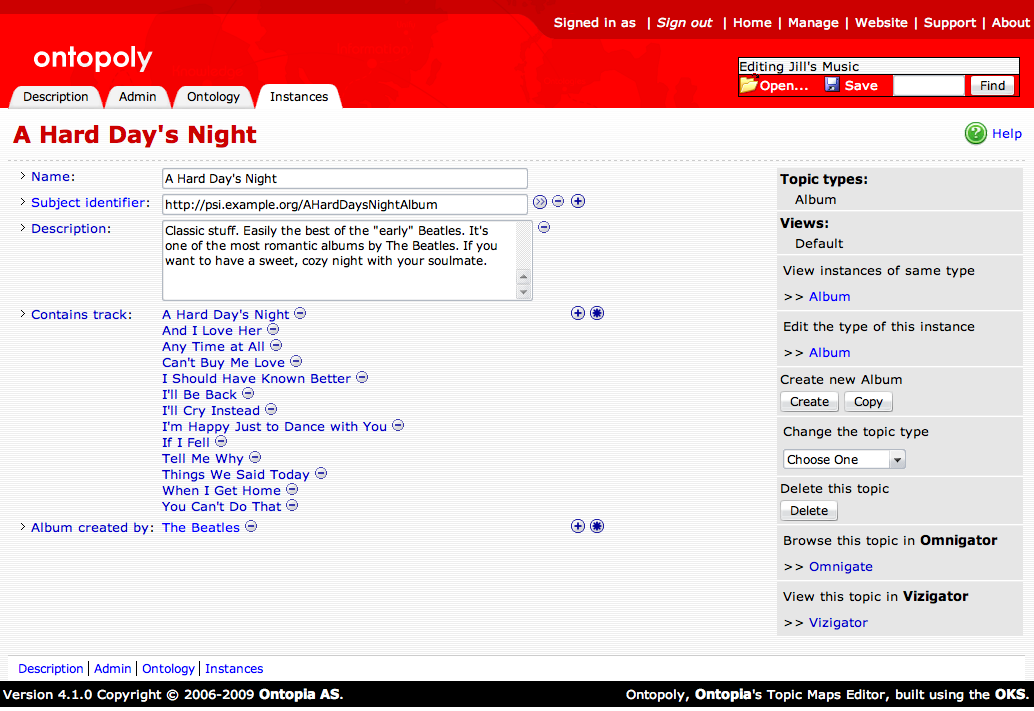 Signed in as | Sign out | Home | Manage | Website | Support | About
ontopoly
Editing Jill's Music
Open... Save Find
Description Admin Ontology Instances
A Hard Day's Night
Help
Name: A Hard Day's Night
Subject identifier: http://psi.example.org/AHardDaysNightAlbum
Description: Classic stuff. Easily the best of the "early" Beatles. It's
one of the most romantic albums by The Beatles. If you
want to have a sweet, cozy night with your soulmate.
Contains track: A Hard Day's Night
And I Love Her
Any Time at All
Can't Buy Me Love
I Should Have Known Better
I'll Be Back
I'll Cry Instead
I'm Happy Just to Dance with You
If I Fell
Tell Me Why
Things We Said Today
When I Get Home
You Can't Do That
Album created by: The Beatles
Topic types:
Album
Views:
Default
View instances of same type
>> Album
Edit the type of this instance
>> Album
Create new Album
Create Copy
Change the topic type
Choose One
Delete this topic
Delete
Browse this topic in Omnigator
>> Omnigate
View this topic in Vizigator
>> Vizigator
Description | Admin | Ontology | Instances
Version 4.1.0 Copyright © 2006-2009 Ontopia AS.
Ontopoly, Ontopia's Topic Maps Editor, built using the OKS.